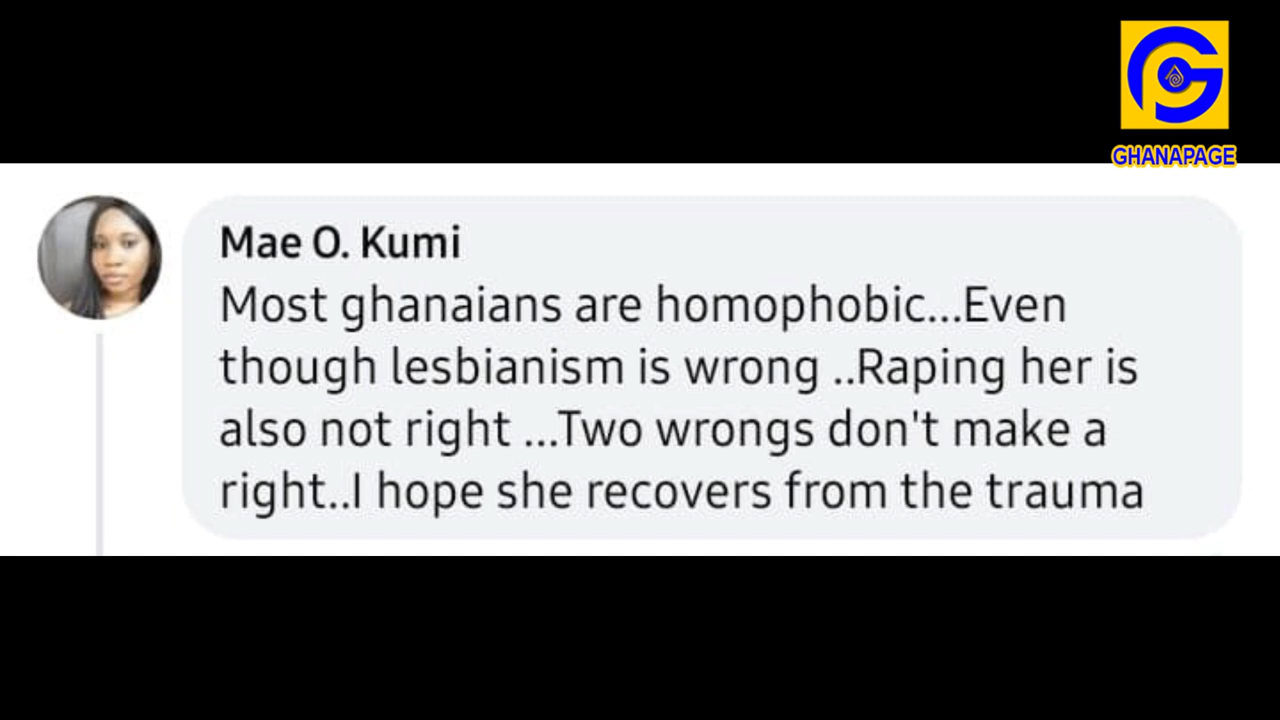 GHANAPAGE
Mae O. Kumi
Most ghanaians are homophobic...Even
though lesbianism is wrong ..Raping her is
also not right ...Two wrongs don't make a
right..I hope she recovers from the trauma